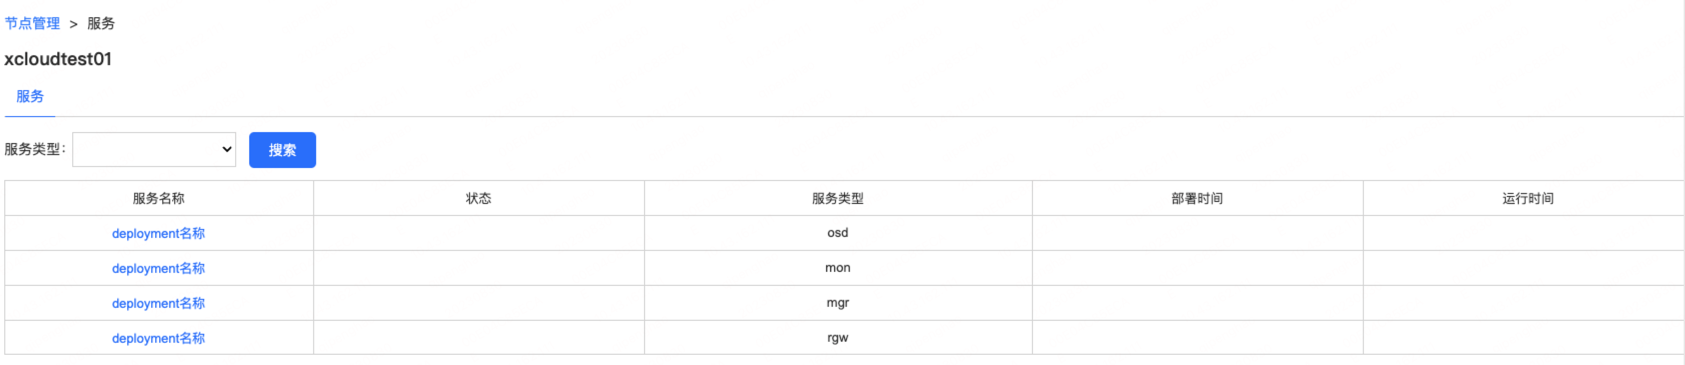 节点管理 > 服务
xcloudtest01
服务
服务类型: 搜索
服务名称 状态 服务类型 部署时间 运行时间
deployment名称 osd
deployment名称 mon
deployment名称 mgr
deployment名称 rgw